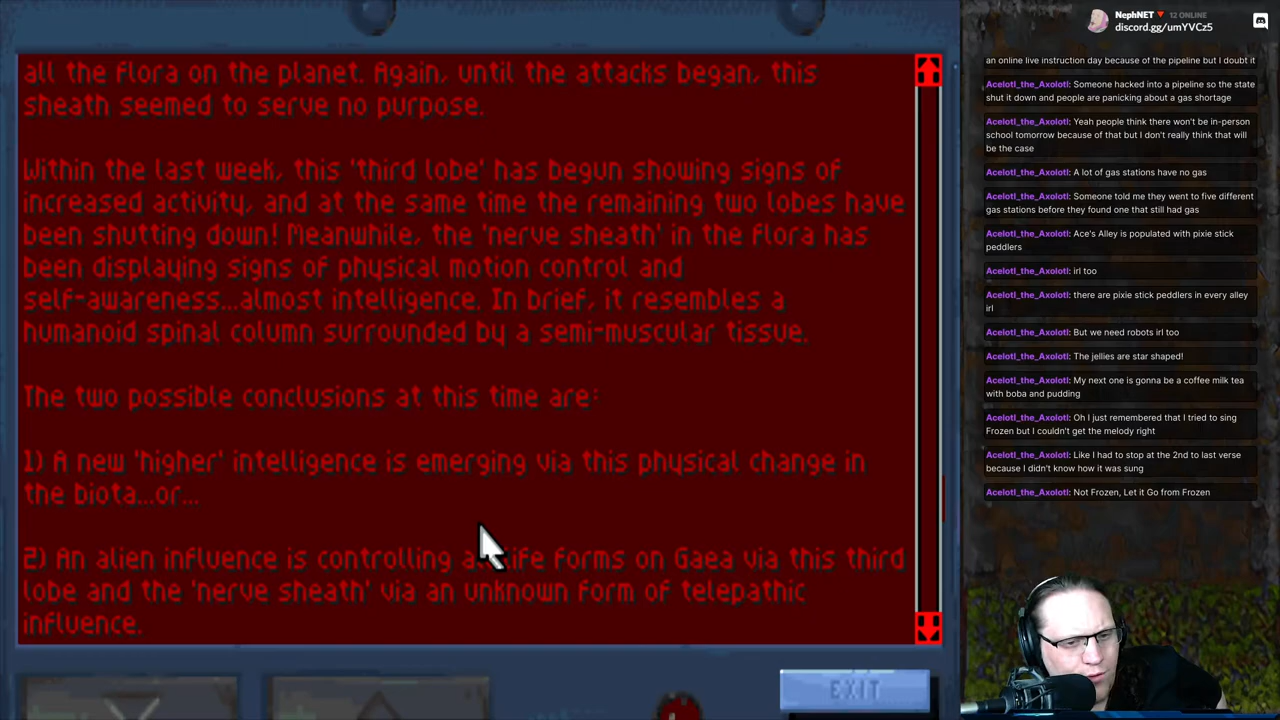 all the flora on the planet. Again, until the attacks began, this
sheath seemed to serve no purpose.
Within the last week, this 'third lobe' has begun showing signs of
increased activity, and at the same time the remaining two lobes have
been shutting down! Meanwhile, the 'nerve sheath' in the flora has
been displaying signs of physical motion control and
self-awareness...almost intelligence. In brief, it resembles a
humanoid spinal column surrounded by a semi-muscular tissue.
The two possible conclusions at this time are:
1) A new 'higher' intelligence is emerging via this physical change in
the biota...or...
2) An alien influence is controlling forms on Gaea via this third
lobe and the 'nerve sheath' via an unknown form of telepathic
influence.
EXIT
NephNET 12 ONLINE
discord.gg/umYVCz5
an online live instruction day because of the pipeline but I doubt it
Acelotl_the_Axolotl: Someone hacked into a pipeline so the state
shut it down and people are panicking about a gas shortage
Acelotl_the_Axolotl: Yeah people think there won't be in-person
school tomorrow because of that but I don't really think that will
be the case
Acelotl_the_Axolotl: A lot of gas stations have no gas
Acelotl_the_Axolotl: Someone told me they went to five different
gas stations before they found one that still had gas
Acelotl_the_Axolotl: Ace's Alley is populated with pixie stick
peddlers
Acelotl_the_Axolotl: irl too
Acelotl_the_Axolotl: there are pixie stick peddlers in every alley
irl
Acelotl_the_Axolotl: But we need robots irl too
Acelotl_the_Axolotl: The jellies are star shaped!
Acelotl_the_Axolotl: My next one is gonna be a coffee milk tea
with boba and pudding
Acelotl_the_Axolotl: Oh I just remembered that I tried to sing
Frozen but I couldn't get the melody right
Acelotl_the_Axolotl: Like I had to stop at the 2nd to last verse
because I didn't know how it was sung
Acelotl_the_Axolotl: Not Frozen, Let it Go from Frozen